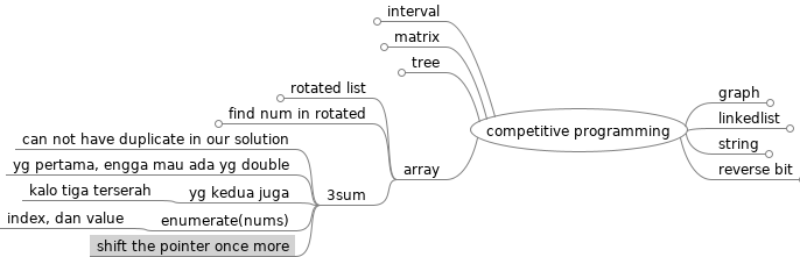 interval
matrix
tree
rotated list
find num in rotated
can not have duplicate in our solution
yg pertama, engga mau ada yg double
kalo tiga terserah
yg kedua juga
index, dan value
enumerate(nums)
shift the pointer once more
3sum
array
competitive programming
graph
linkedlist
string
reverse bit